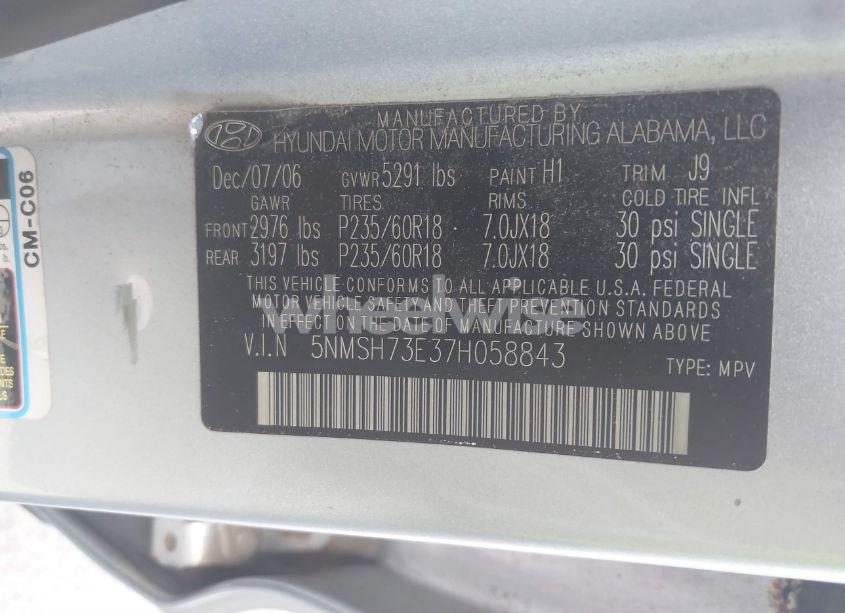 MANUFACTURED BY
HYUNDAI MOTOR MANUFACTURING ALABAMA, LLC
Dec/07/06 GVWR 5291 lbs PAINT H1 TRIM J9
GAWR TIRES RIMS COLD TIRE INFL
FRONT 2976 lbs P235/60R18 7.0JX18 30 psi SINGLE
REAR 3197 lbs P235/60R18 7.0JX18 30 psi SINGLE
THIS VEHICLE CONFORMS TO ALL APPLICABLE U.S.A. FEDERAL
MOTOR VEHICLE SAFETY AND THEFT PREVENTION STANDARDS
IN EFFECT ON THE DATE OF MANUFACTURE SHOWN ABOVE
V.I.N 5NMSH73E37H058843
TYPE: MPV
wheelwise
CM-C06